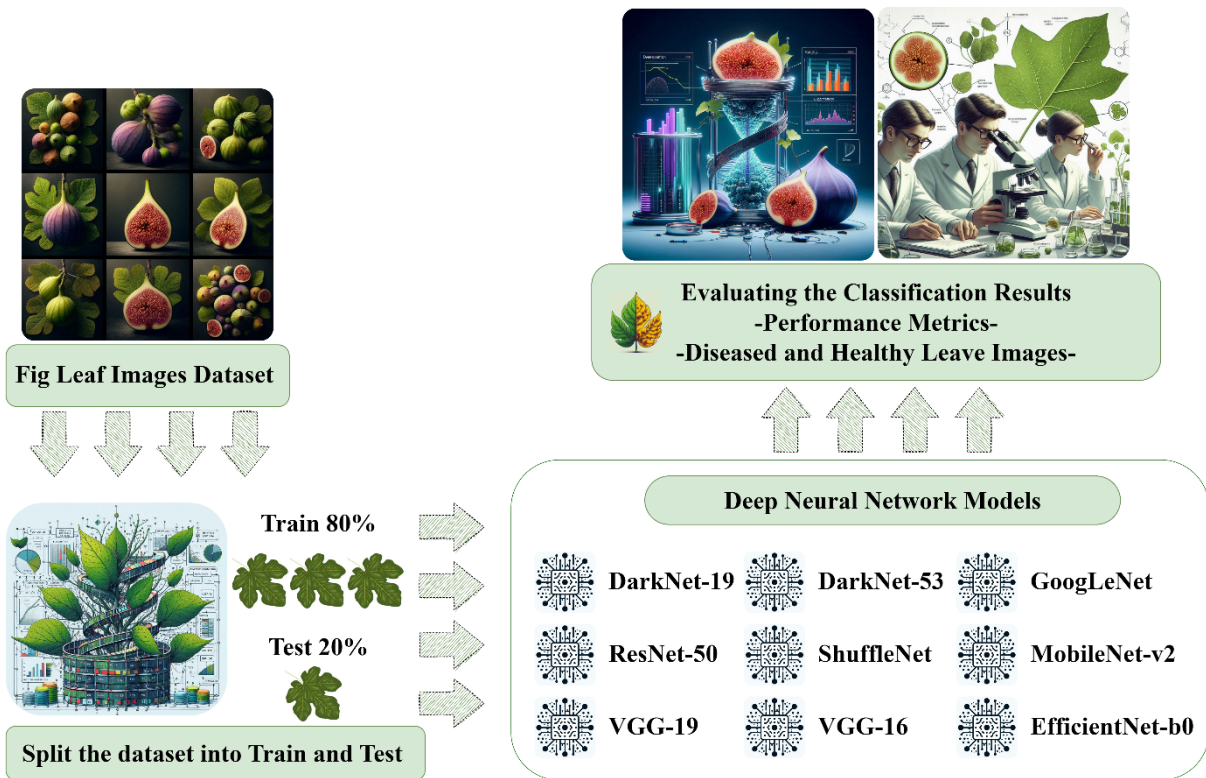 Fig Leaf Images Dataset
Train 80%
Test 20%
Split the dataset into Train and Test
Evaluating the Classification Results
-Performance Metrics-
-Diseased and Healthy Leave Images-
Deep Neural Network Models
DarkNet-19
DarkNet-53
GoogLeNet
ResNet-50
ShuffleNet
MobileNet-v2
VGG-19
VGG-16
EfficientNet-b0